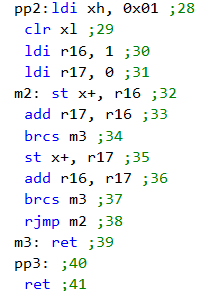 pp2:ldi xh, 0x01 ;28
clr xl ;29
ldi r16, 1 ;30
ldi r17, 0 ;31
m2: st x+, r16 ;32
add r17, r16 ;33
brcs m3 ;34
st x+, r17 ;35
add r16, r17 ;36
brcs m3 ;37
rjmp m2 ;38
m3: ret ;39
pp3: ;40
ret ;41